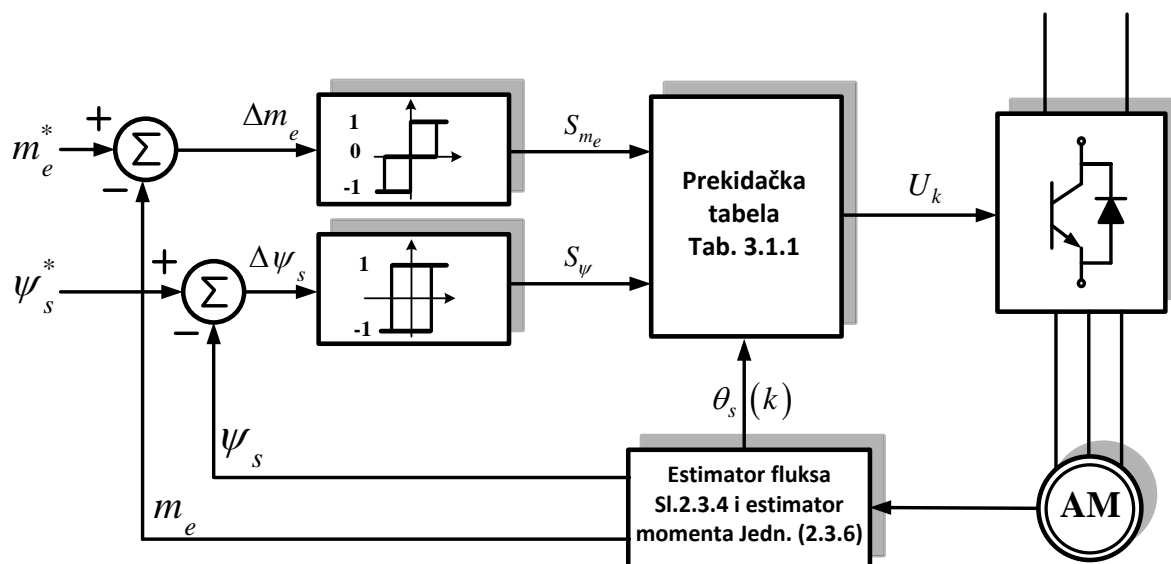 +
m_e^*
Σ
−
Δm_e
1
0
-1
S_{m_e}
Prekidačka
tabela
Tab. 3.1.1
U_k
+
ψ_s^*
Σ
−
Δψ_s
1
-1
S_ψ
θ_s(k)
ψ_s
m_e
Estimator fluksa
Sl.2.3.4 i estimator
momenta Jedn. (2.3.6)
AM